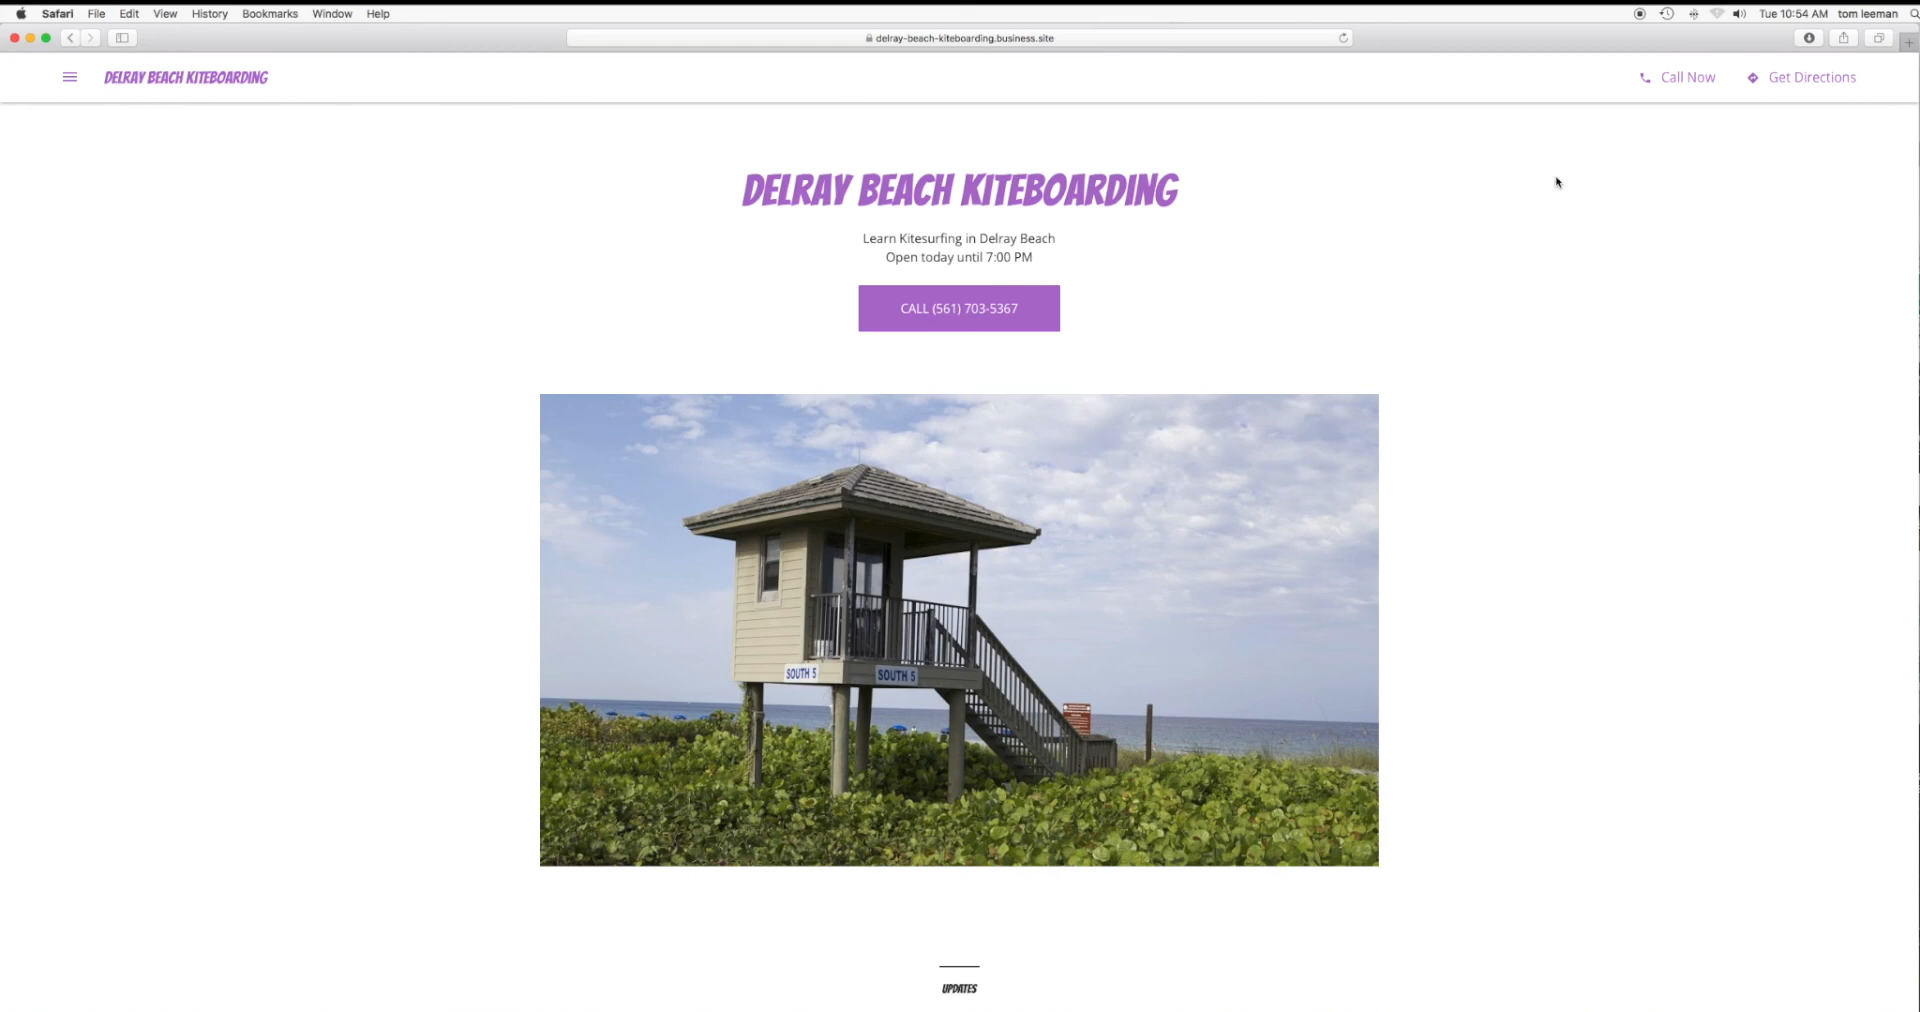 Safari File Edit View History Bookmarks Window Help
Tue 10:54 AM tom leeman
delray-beach-kiteboarding.business.site
DELRAY BEACH KITEBOARDING
Call Now
Get Directions
DELRAY BEACH KITEBOARDING
Learn Kitesurfing in Delray Beach
Open today until 7:00 PM
CALL (561) 703-5367
SOUTH 5
SOUTH 5
UPDATES